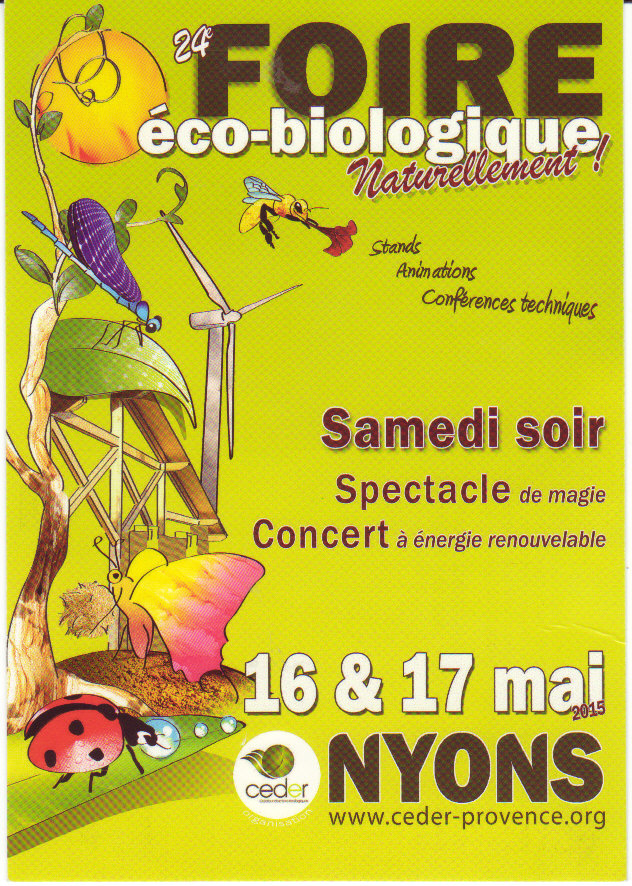 24e FOIRE
éco-biologique
Naturellement !
Stands
Animations
Conférences techniques
Samedi soir
Spectacle de magie
Concert à énergie renouvelable
16 & 17 mai
2015
NYONS
ceder
organisation
www.ceder-provence.org